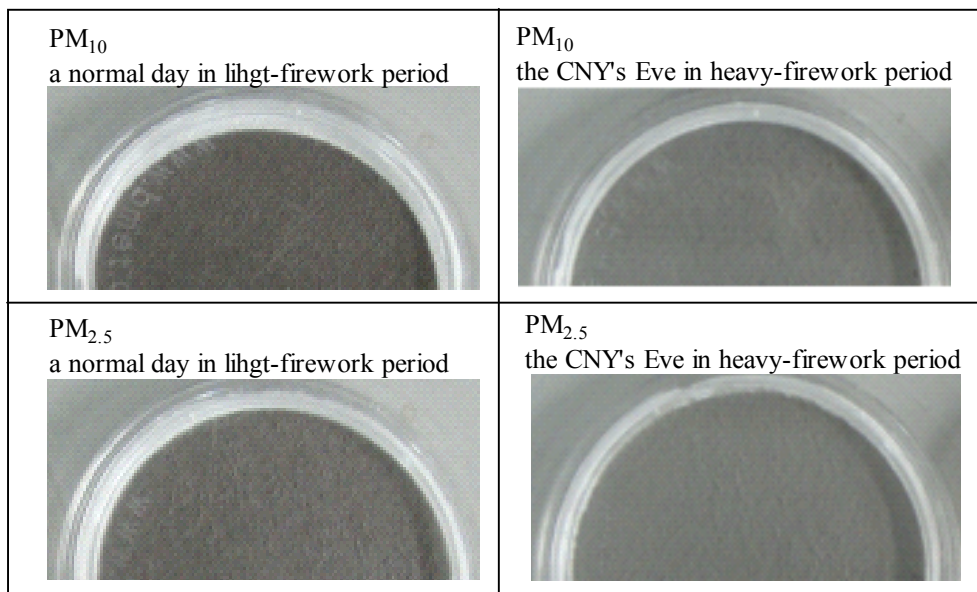 PM10
a normal day in lihgt-firework period
PM10
the CNY's Eve in heavy-firework period
PM2.5
a normal day in lihgt-firework period
PM2.5
the CNY's Eve in heavy-firework period